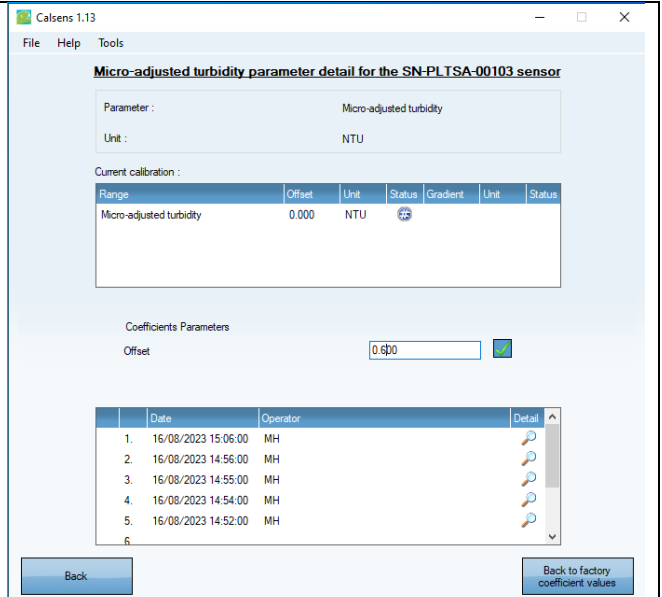 Calsens 1.13
File Help Tools
Micro-adjusted turbidity parameter detail for the SN-PLTSA-00103 sensor
Parameter : Micro-adjusted turbidity
Unit : NTU
Current calibration :
Range Offset Unit Status Gradient Unit Status
Micro-adjusted turbidity 0.000 NTU
Coefficients Parameters
Offset 0.600
Date Operator Detail
1. 16/08/2023 15:06:00 MH
2. 16/08/2023 14:56:00 MH
3. 16/08/2023 14:55:00 MH
4. 16/08/2023 14:54:00 MH
5. 16/08/2023 14:52:00 MH
6.
Back
Back to factory
coefficient values